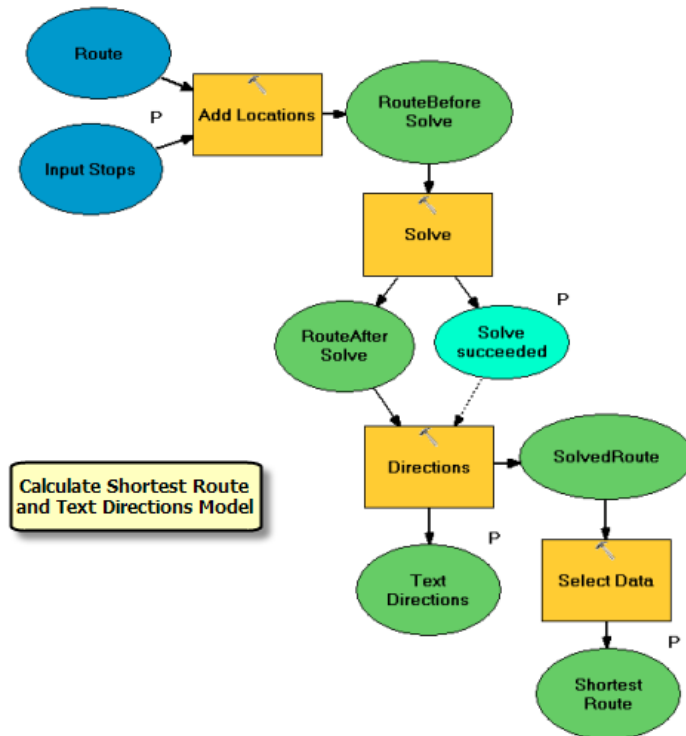 Route
P
Add Locations
RouteBefore
Solve
Input Stops
Solve
P
RouteAfter
Solve
Solve
succeeded
Directions
SolvedRoute
Calculate Shortest Route
and Text Directions Model
P
Text
Directions
Select Data
P
Shortest
Route